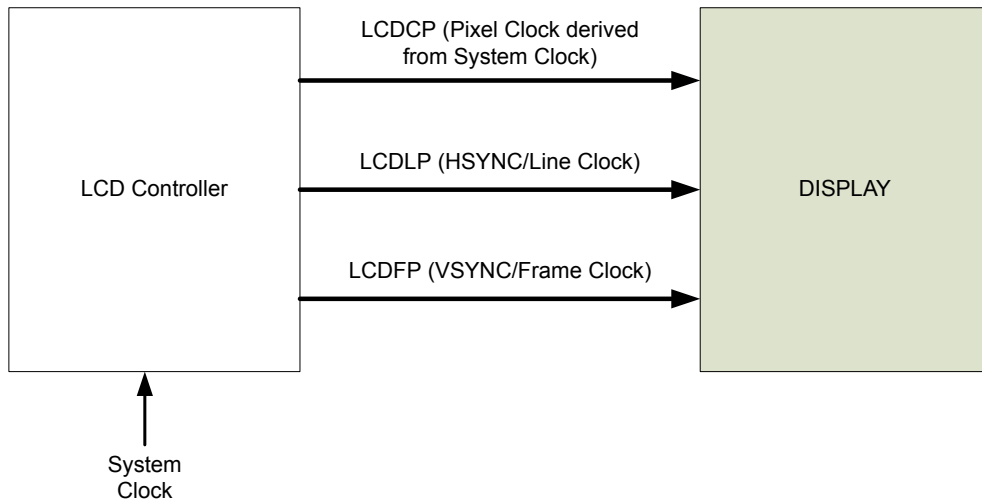 LCDCP (Pixel Clock derived
from System Clock)
LCDLP (HSYNC/Line Clock)
LCD Controller
DISPLAY
LCDFP (VSYNC/Frame Clock)
System
Clock